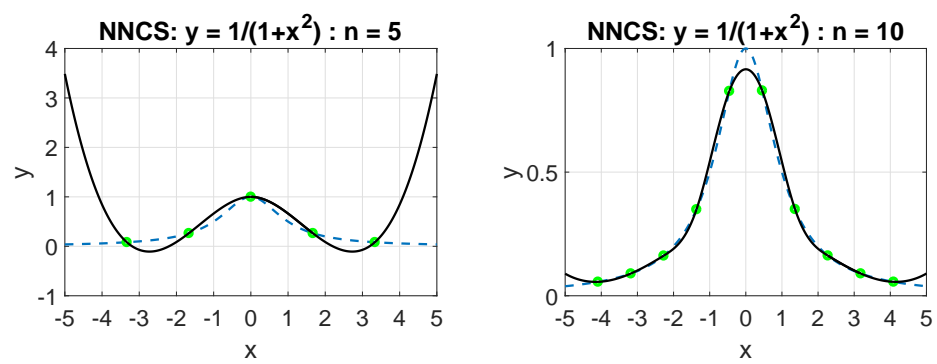 NNCS: y = 1/(1+x²) : n = 5
4
3
2
1
0
-1
y
-5 -4 -3 -2 -1 0 1 2 3 4 5
x
NNCS: y = 1/(1+x²) : n = 10
1
0.5
0
y
-5 -4 -3 -2 -1 0 1 2 3 4 5
x